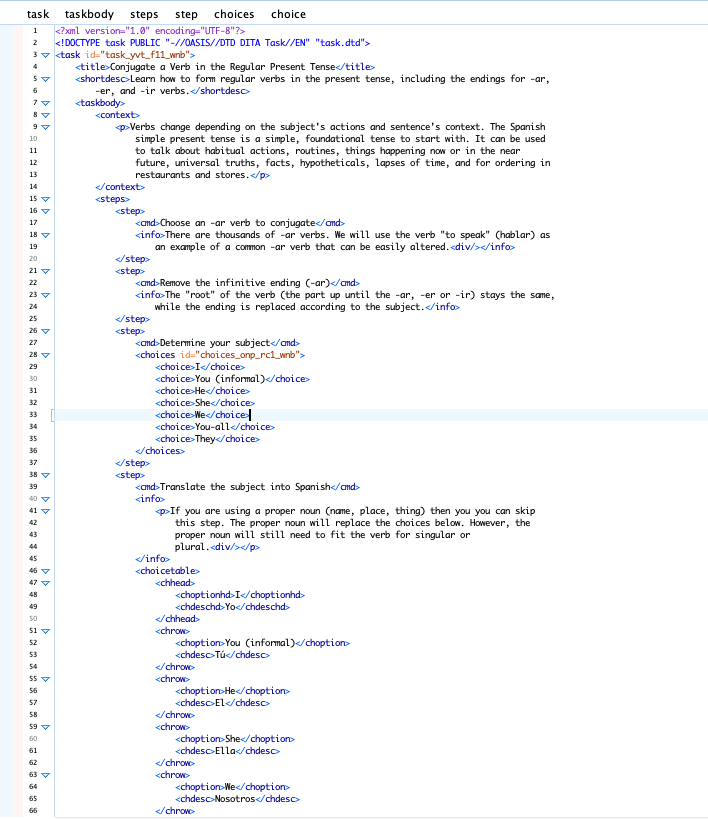 task taskbody steps step choices choice
1 <?xml version="1.0" encoding="UTF-8"?>
2 <!DOCTYPE task PUBLIC "-//OASIS//DTD DITA Task//EN" "task.dtd">
3 <task id="task_yvt_f11_wnb">
4 <title>Conjugate a Verb in the Regular Present Tense</title>
5 <shortdesc>Learn how to form regular verbs in the present tense, including the endings for -ar,
6 -er, and -ir verbs.</shortdesc>
7 <taskbody>
8 <context>
9 <p>Verbs change depending on the subject's actions and sentence's context. The Spanish
10 simple present tense is a simple, foundational tense to start with. It can be used
11 to talk about habitual actions, routines, things happening now or in the near
12 future, universal truths, facts, hypotheticals, lapses of time, and for ordering in
13 restaurants and stores.</p>
14 </context>
15 <steps>
16 <step>
17 <cmd>Choose an -ar verb to conjugate</cmd>
18 <info>There are thousands of -ar verbs. We will use the verb "to speak" (hablar) as
19 an example of a common -ar verb that can be easily altered.<div/></info>
20 </step>
21 <step>
22 <cmd>Remove the infinitive ending (-ar)</cmd>
23 <info>The "root" of the verb (the part up until the -ar, -er or -ir) stays the same,
24 while the ending is replaced according to the subject.</info>
25 </step>
26 <step>
27 <cmd>Determine your subject</cmd>
28 <choices id="choices_onp_rc1_wnb">
29 <choice>I</choice>
30 <choice>You (informal)</choice>
31 <choice>He</choice>
32 <choice>She</choice>
33 <choice>We</choice>
34 <choice>You-all</choice>
35 <choice>They</choice>
36 </choices>
37 </step>
38 <step>
39 <cmd>Translate the subject into Spanish</cmd>
40 <info>
41 <p>If you are using a proper noun (name, place, thing) then you you can skip
42 this step. The proper noun will replace the choices below. However, the
43 proper noun will still need to fit the verb for singular or
44 plural.<div/></p>
45 </info>
46 <choicetable>
47 <chhead>
48 <choptionhd>I</choptionhd>
49 <chdeschd>Yo</chdeschd>
50 </chhead>
51 <chrow>
52 <choption>You (informal)</choption>
53 <chdesc>Tú</chdesc>
54 </chrow>
55 <chrow>
56 <choption>He</choption>
57 <chdesc>El</chdesc>
58 </chrow>
59 <chrow>
60 <choption>She</choption>
61 <chdesc>Ella</chdesc>
62 </chrow>
63 <chrow>
64 <choption>We</choption>
65 <chdesc>Nosotros</chdesc>
66 </chrow>